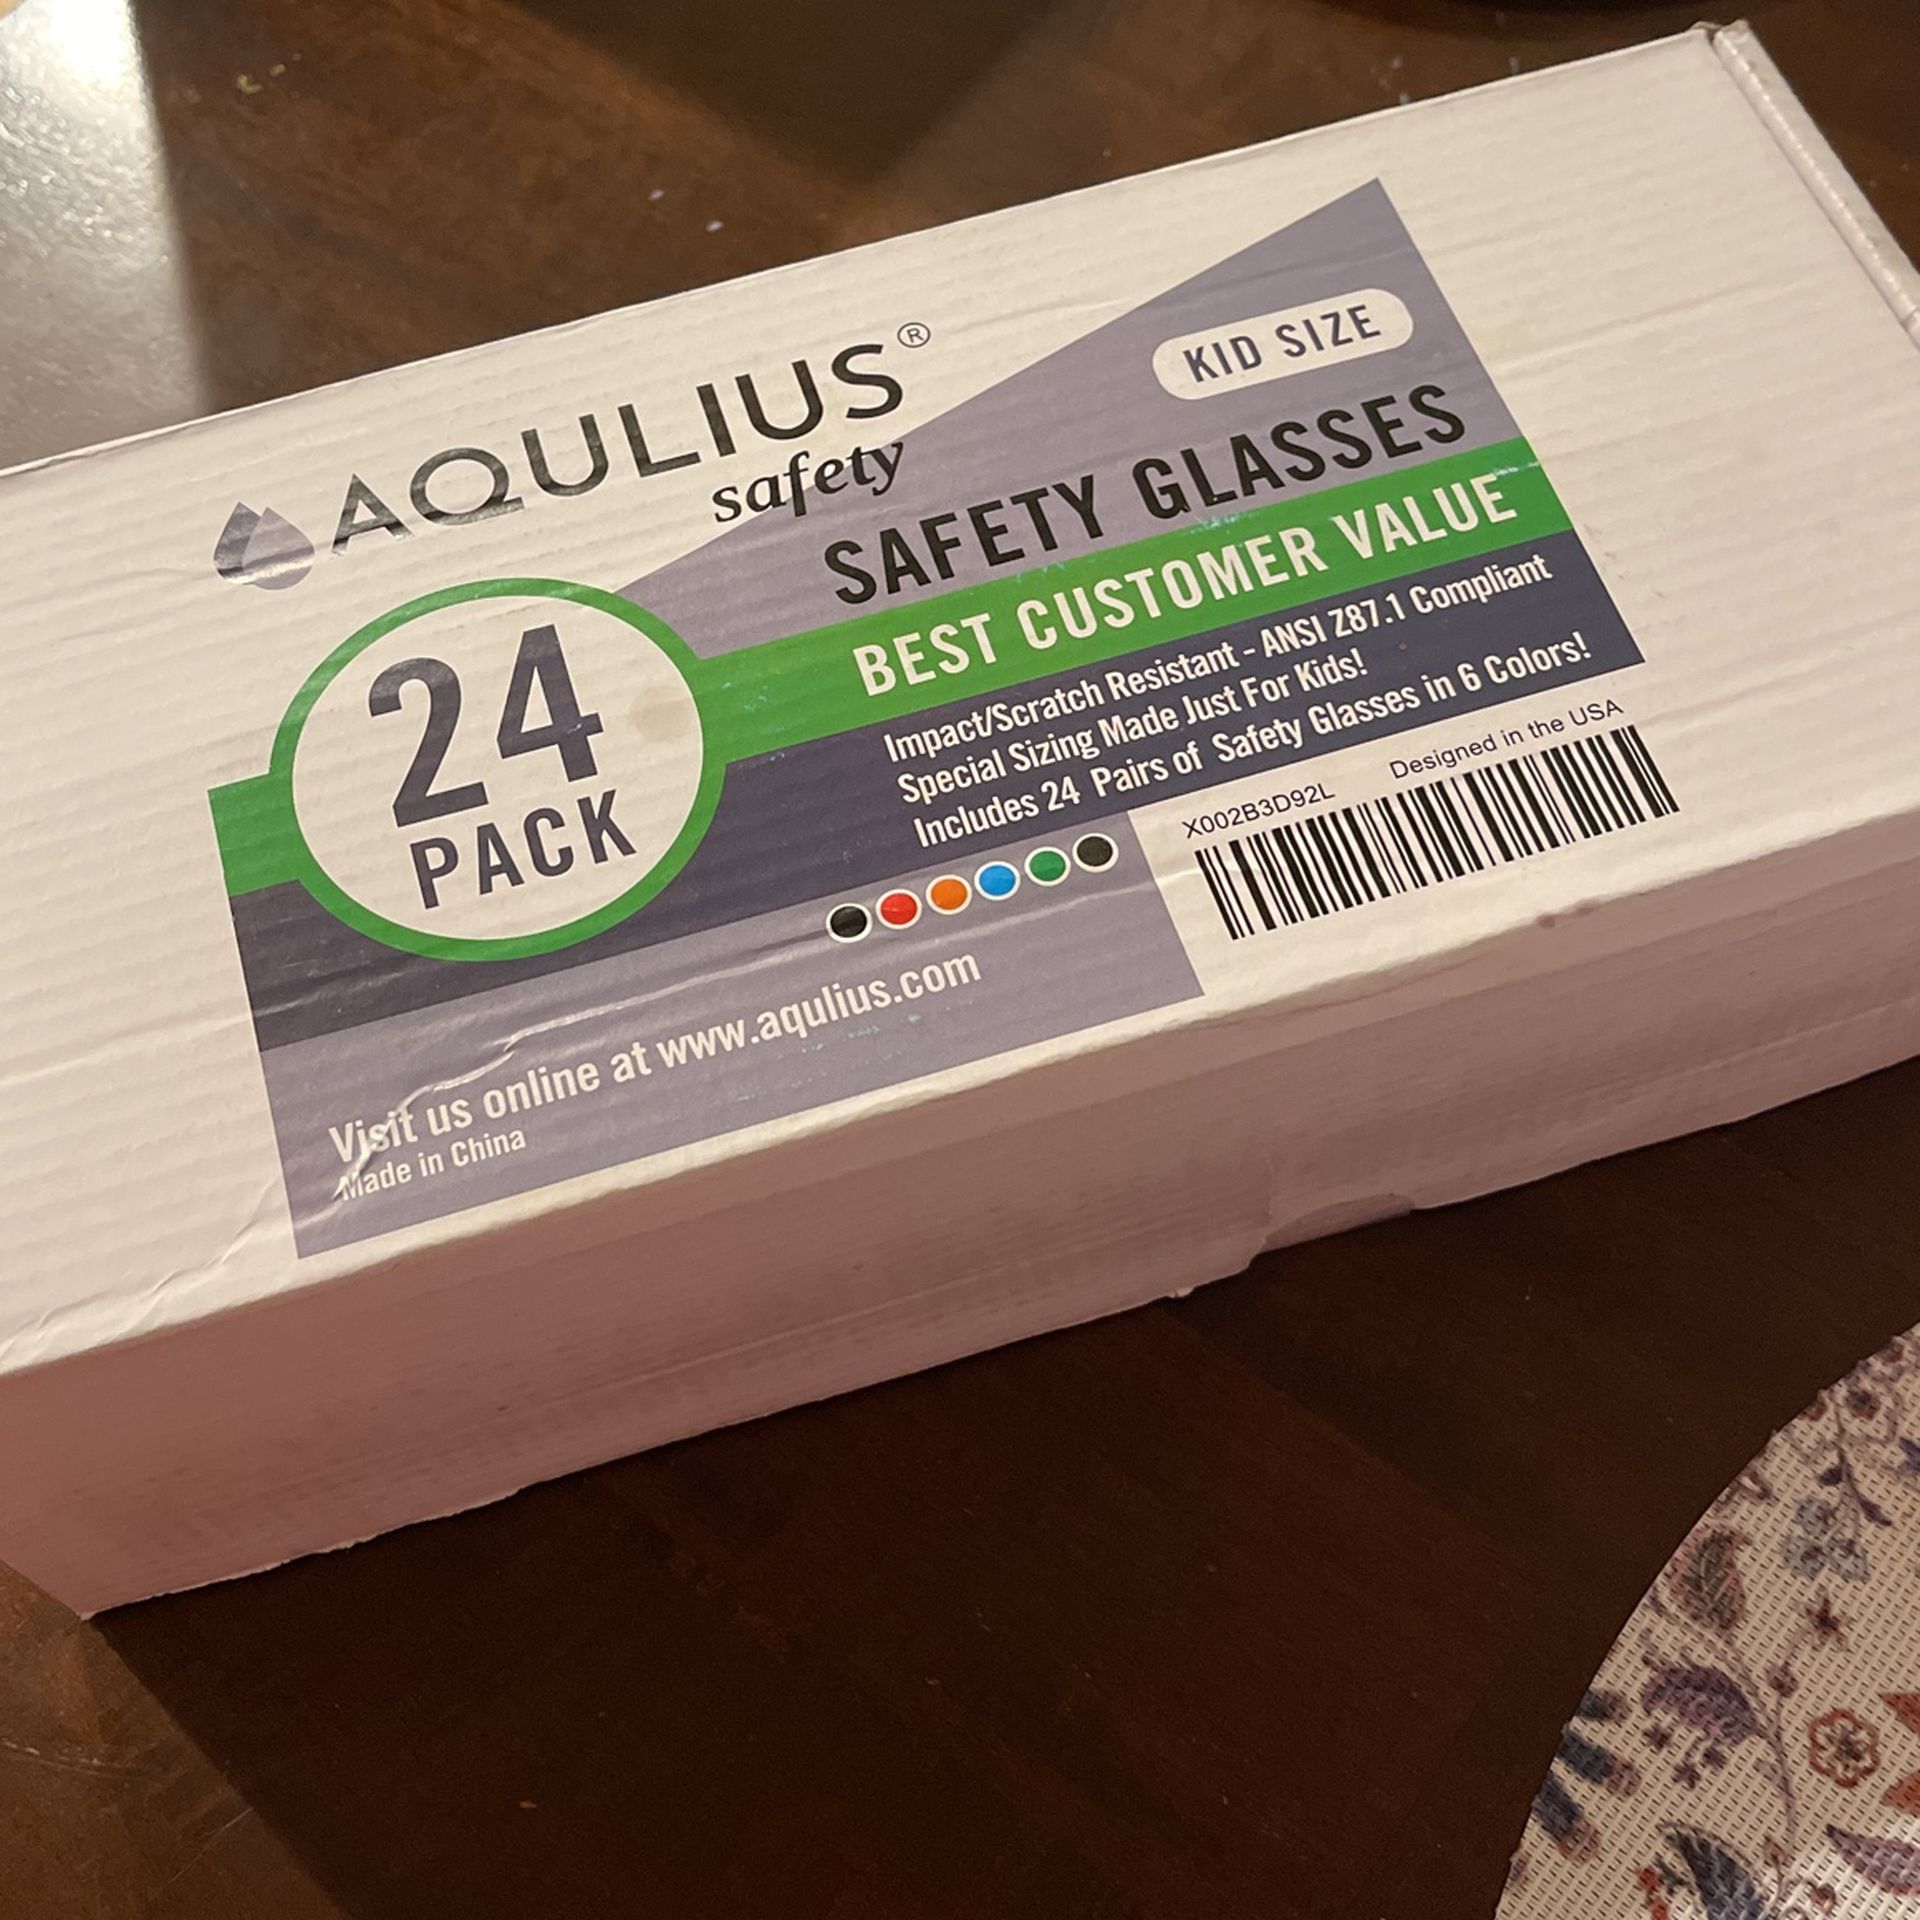 AQULIUS®
safety
KID SIZE
SAFETY GLASSES
BEST CUSTOMER VALUE
24
PACK
Impact/Scratch Resistant - ANSI Z87.1 Compliant
Special Sizing Made Just For Kids!
Includes 24 Pairs of Safety Glasses in 6 Colors!
X002B3D92L
Designed in the USA
Visit us online at www.aqulius.com
Made in China